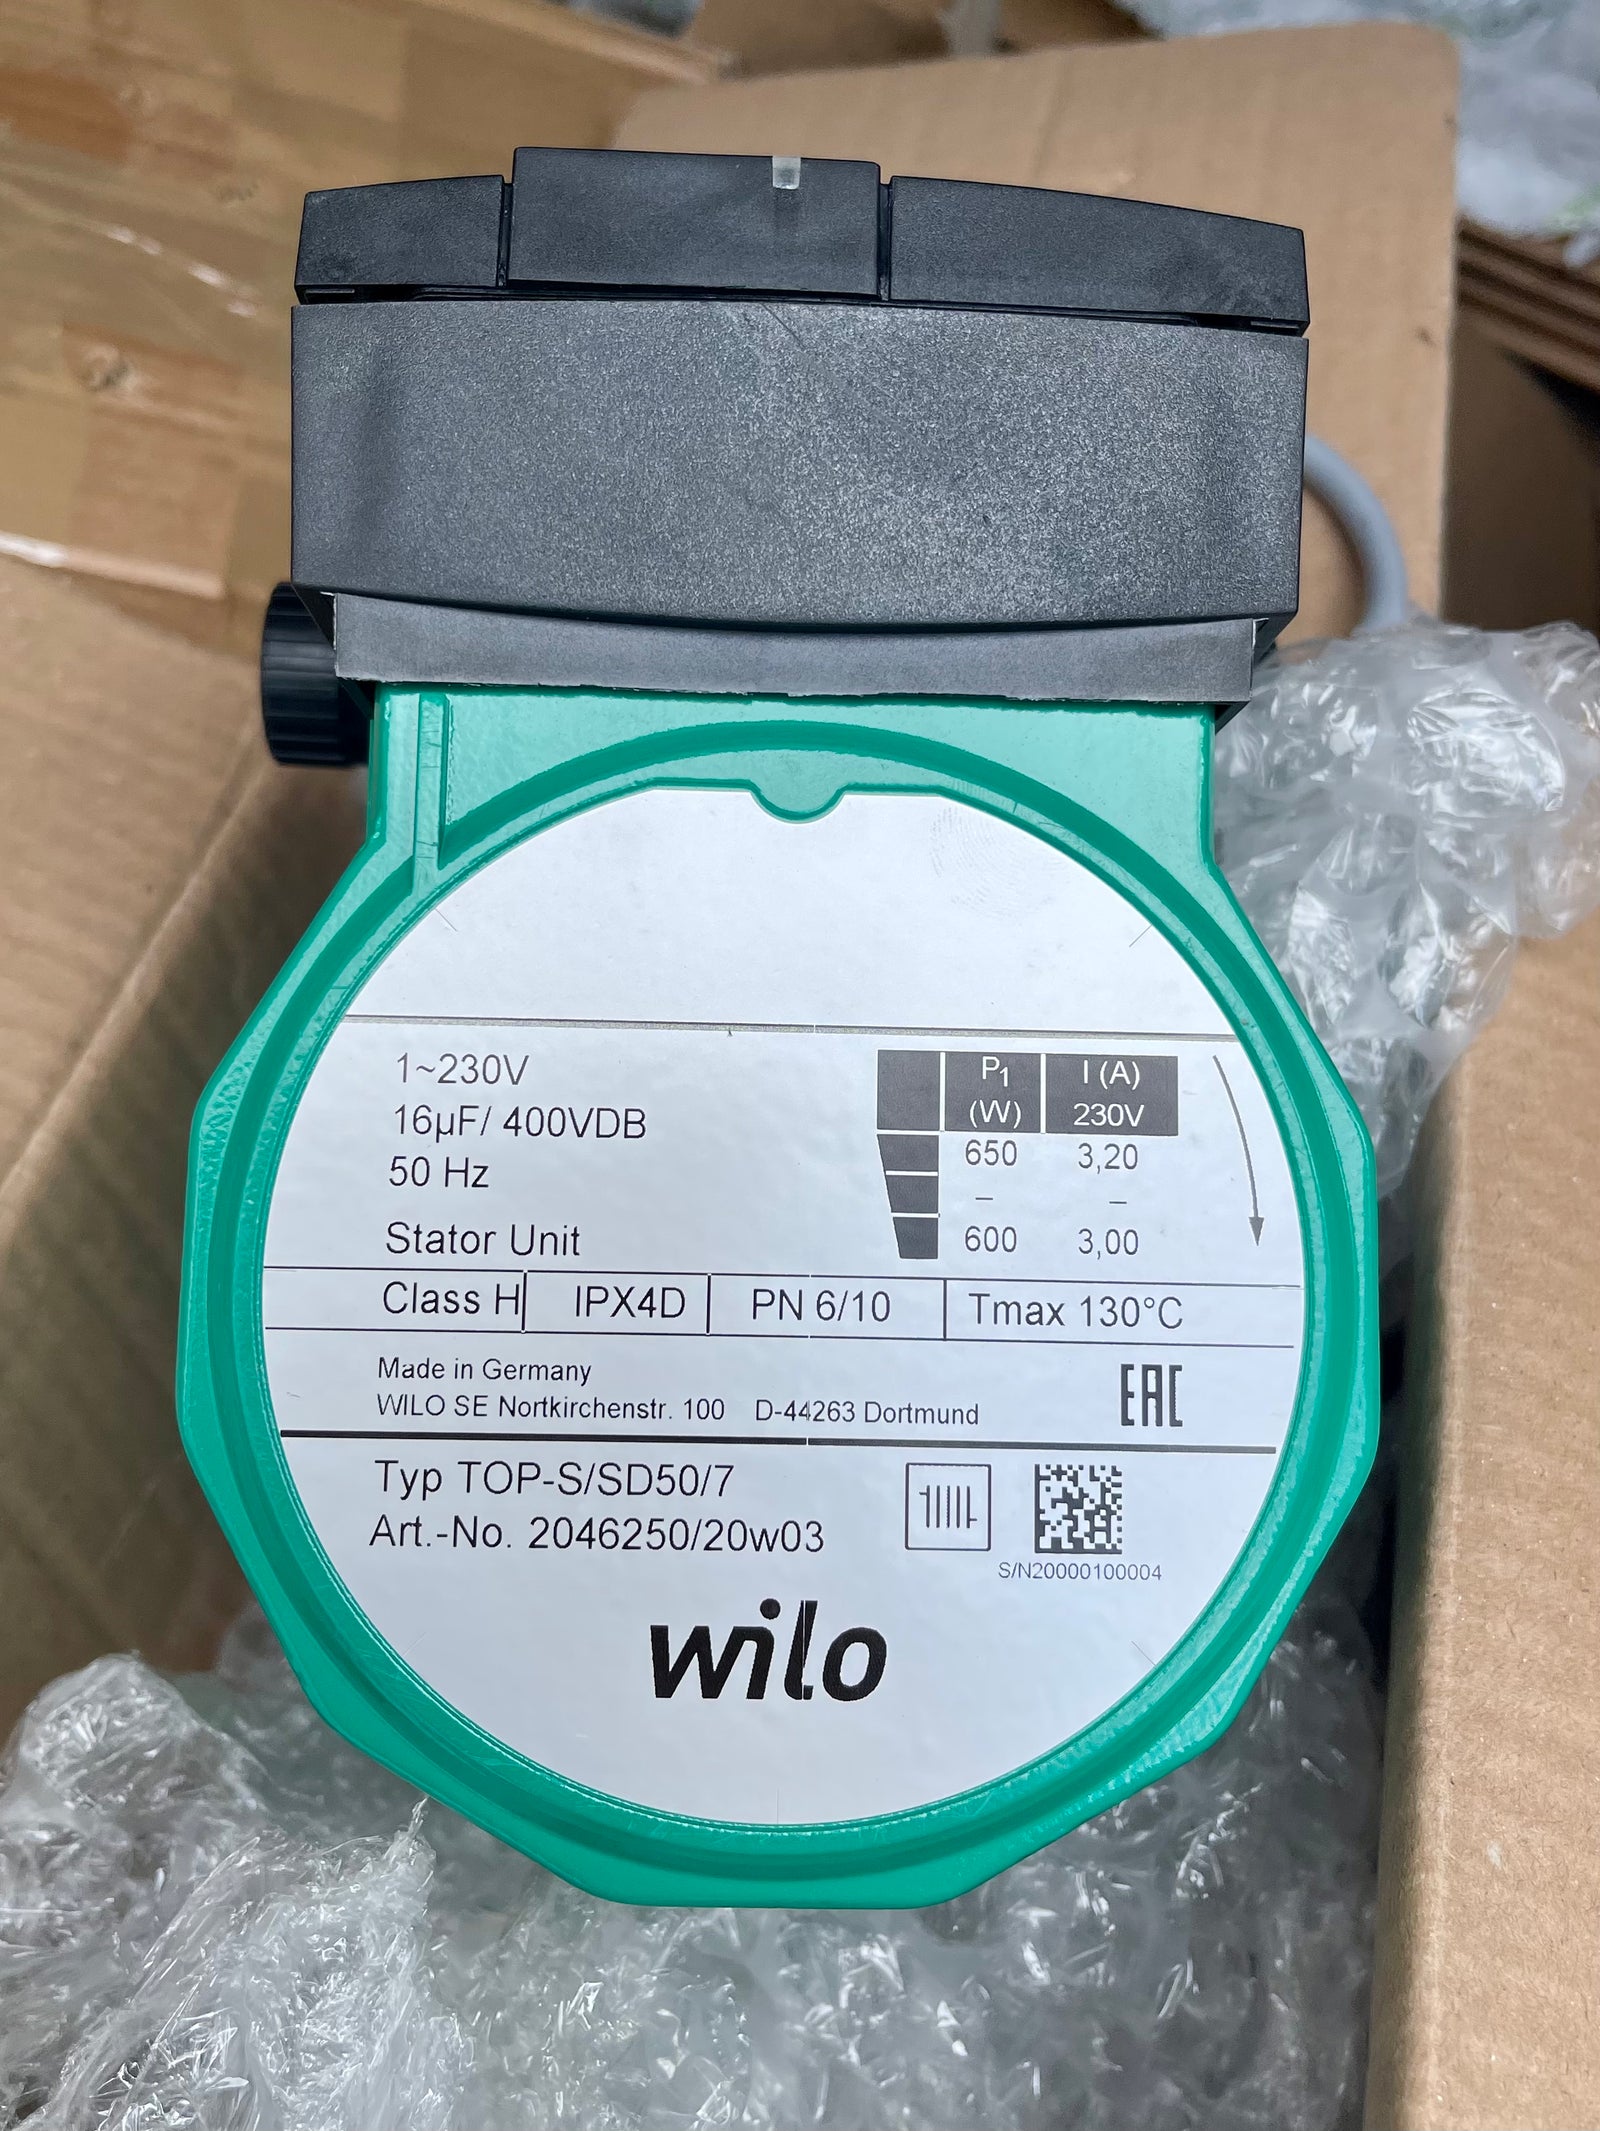 1~230V
16µF/ 400VDB
50 Hz
Stator Unit
P1 (W) I (A) 230V
650 3,20
– –
600 3,00
Class H IPX4D PN 6/10 Tmax 130°C
Made in Germany
WILO SE Nortkirchenstr. 100 D-44263 Dortmund
EAC
Typ TOP-S/SD50/7
Art.-No. 2046250/20w03
S/N20000100004
wilo